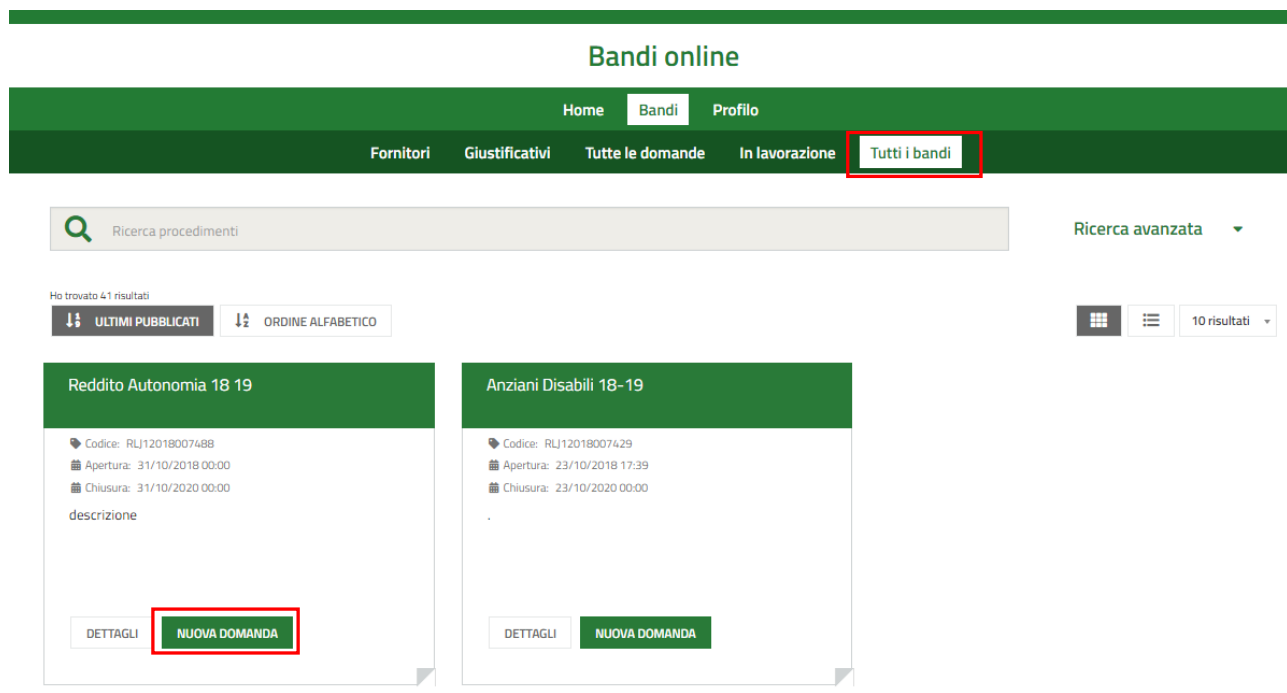 Bandi online
Home Bandi Profilo
Fornitori Giustificativi Tutte le domande In lavorazione Tutti i bandi
Ricerca procedimenti
Ricerca avanzata
Ho trovato 41 risultati
ULTIMI PUBBLICATI ORDINE ALFABETICO 10 risultati
Reddito Autonomia 18 19
Codice: RLJ12018007488
Apertura: 31/10/2018 00:00
Chiusura: 31/10/2020 00:00
descrizione
DETTAGLI NUOVA DOMANDA
Anziani Disabili 18-19
Codice: RLJ12018007429
Apertura: 23/10/2018 17:39
Chiusura: 23/10/2020 00:00
.
DETTAGLI NUOVA DOMANDA